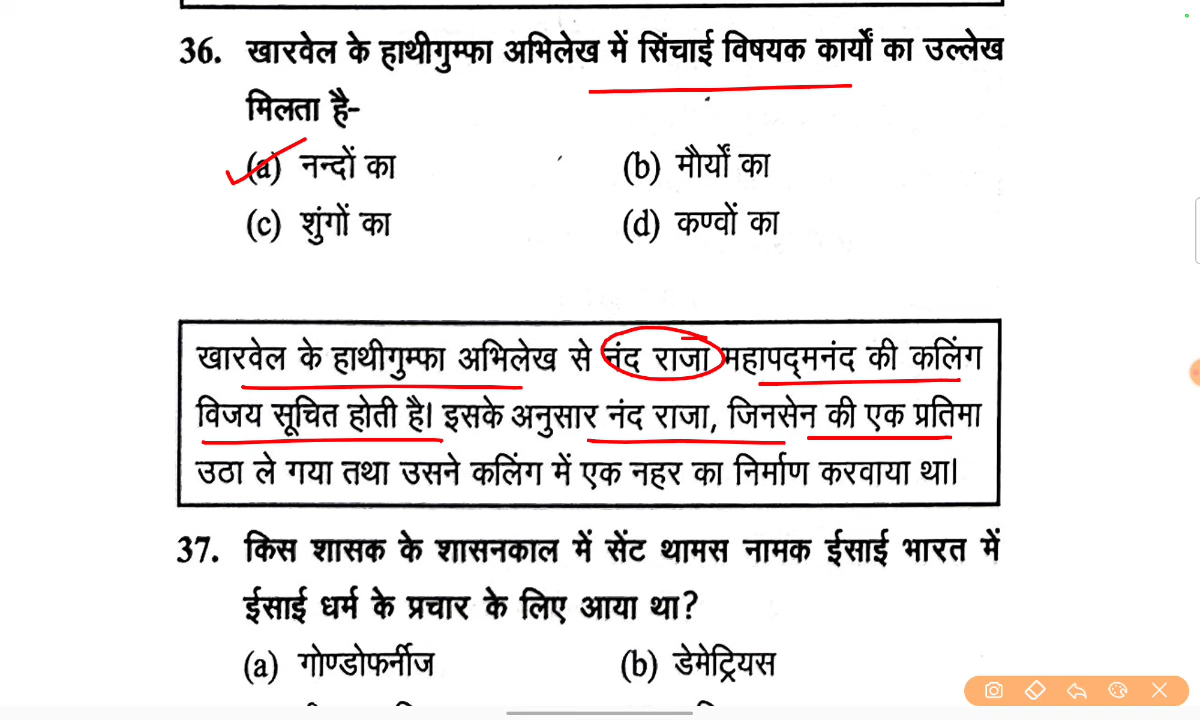 36. खारवेल के हाथीगुम्फा अभिलेख में सिंचाई विषयक कार्यों का उल्लेख
मिलता है-
(a) नन्दों का (b) मौर्यों का
(c) शुंगों का (d) कण्वों का
खारवेल के हाथीगुम्फा अभिलेख से नंद राजा महापद्मनंद की कलिंग
विजय सूचित होती है। इसके अनुसार नंद राजा, जिनसेन की एक प्रतिमा
उठा ले गया तथा उसने कलिंग में एक नहर का निर्माण करवाया था।
37. किस शासक के शासनकाल में सेंट थामस नामक ईसाई भारत में
ईसाई धर्म के प्रचार के लिए आया था?
(a) गोण्डोफर्नीज (b) डेमेट्रियस